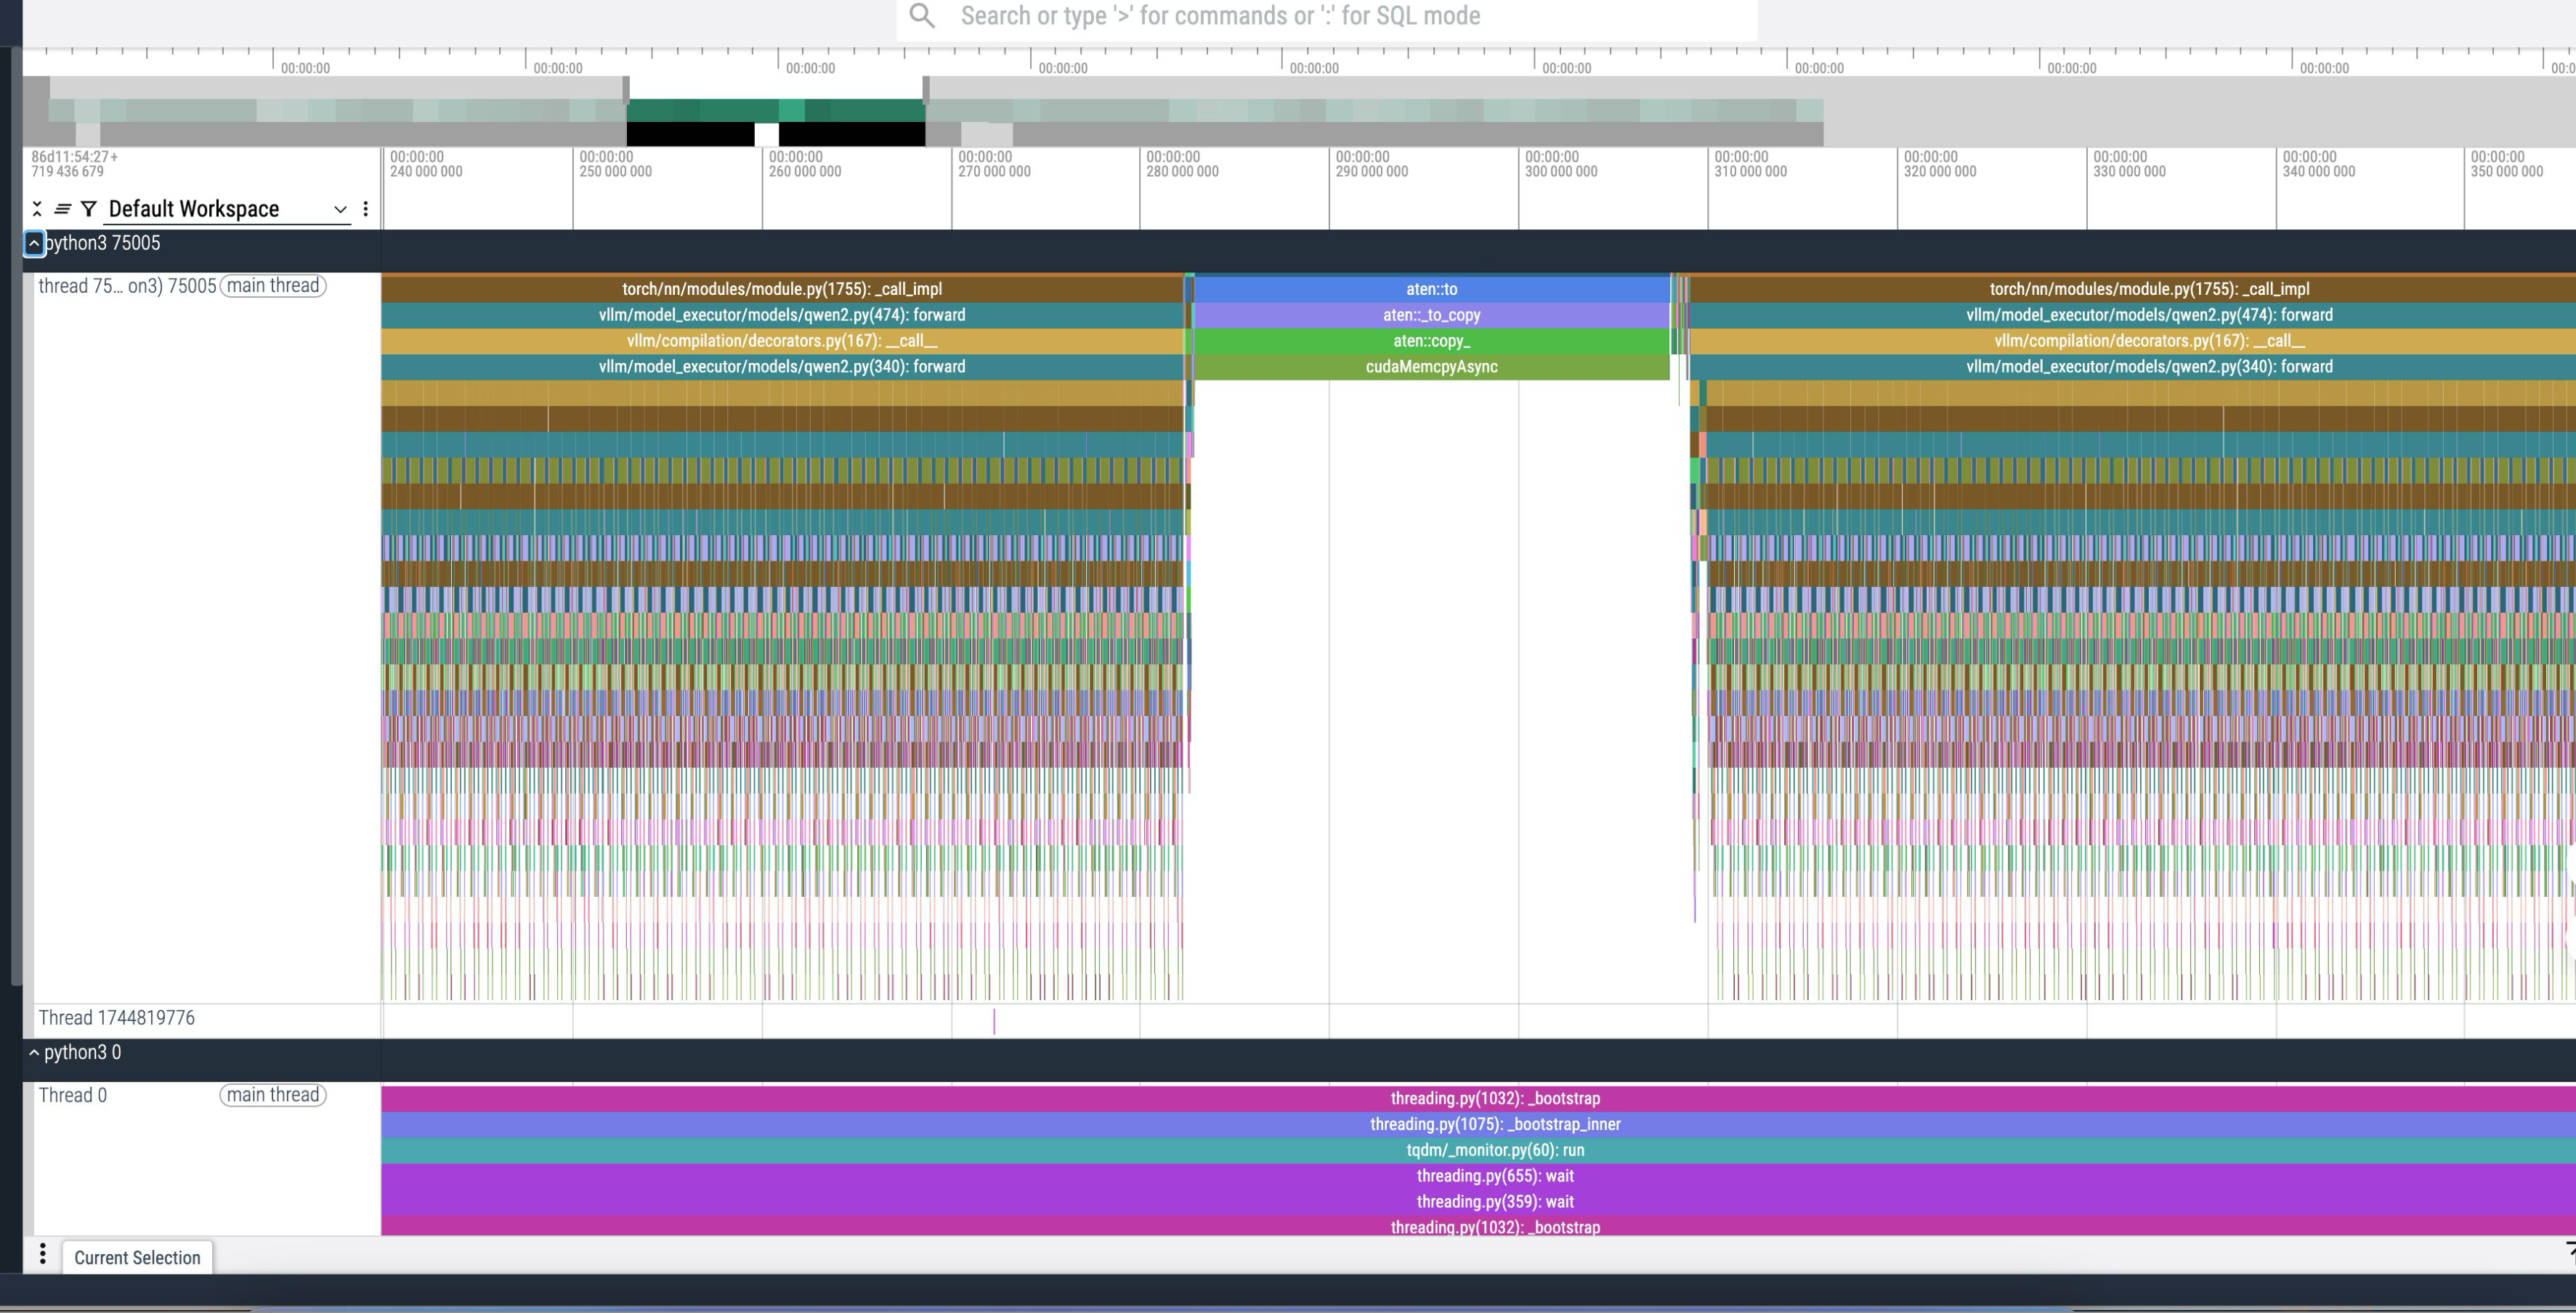 Search or type '>' for commands or ':' for SQL mode
00:00:00 00:00:00 00:00:00 00:00:00 00:00:00 00:00:00 00:00:00 00:00:00 00:00:00 00:0
86d11:54:27+ 00:00:00 00:00:00 00:00:00 00:00:00 00:00:00 00:00:00 00:00:00 00:00:00 00:00:00 00:00:00 00:00:00 00:00:00
719 436 679 240 000 000 250 000 000 260 000 000 270 000 000 280 000 000 290 000 000 300 000 000 310 000 000 320 000 000 330 000 000 340 000 000 350 000 000
Default Workspace
python3 75005
thread 75... on3) 75005 main thread
torch/nn/modules/module.py(1755): _call_impl aten::to torch/nn/modules/module.py(1755): _call_impl
vllm/model_executor/models/qwen2.py(474): forward aten::_to_copy vllm/model_executor/models/qwen2.py(474): forward
vllm/compilation/decorators.py(167): __call__ aten::copy_ vllm/compilation/decorators.py(167): __call__
vllm/model_executor/models/qwen2.py(340): forward cudaMemcpyAsync vllm/model_executor/models/qwen2.py(340): forward
Thread 1744819776
python3 0
Thread 0 main thread
threading.py(1032): _bootstrap
threading.py(1075): _bootstrap_inner
tqdm/_monitor.py(60): run
threading.py(655): wait
threading.py(359): wait
threading.py(1032): _bootstrap
Current Selection